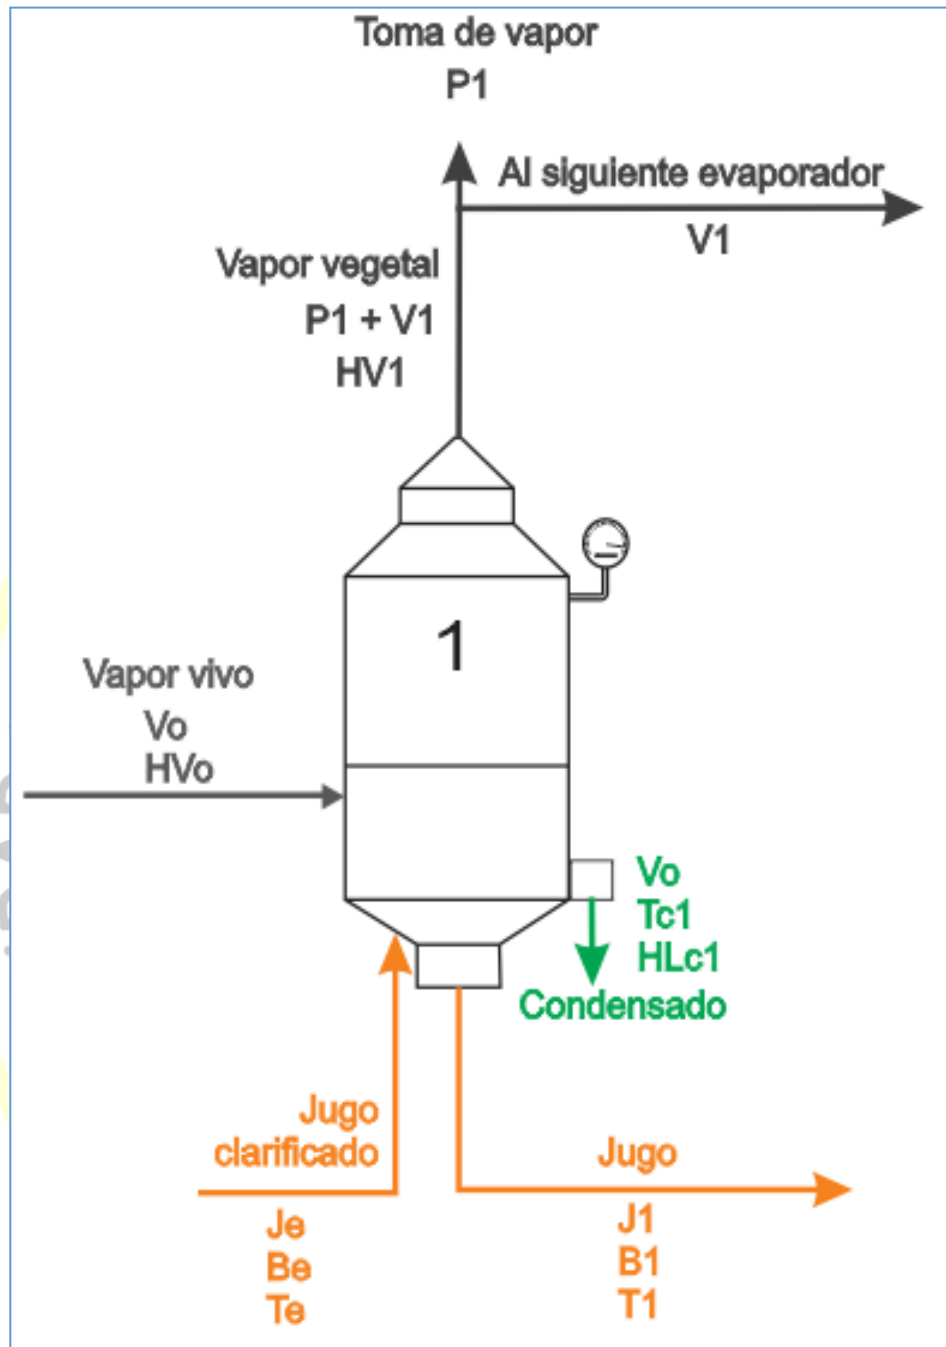 Toma de vapor
P1
Al siguiente evaporador
V1
Vapor vegetal
P1 + V1
HV1
1
Vapor vivo
Vo
HVo
Vo
Tc1
HLc1
Condensado
Jugo
clarificado
Je
Be
Te
Jugo
J1
B1
T1